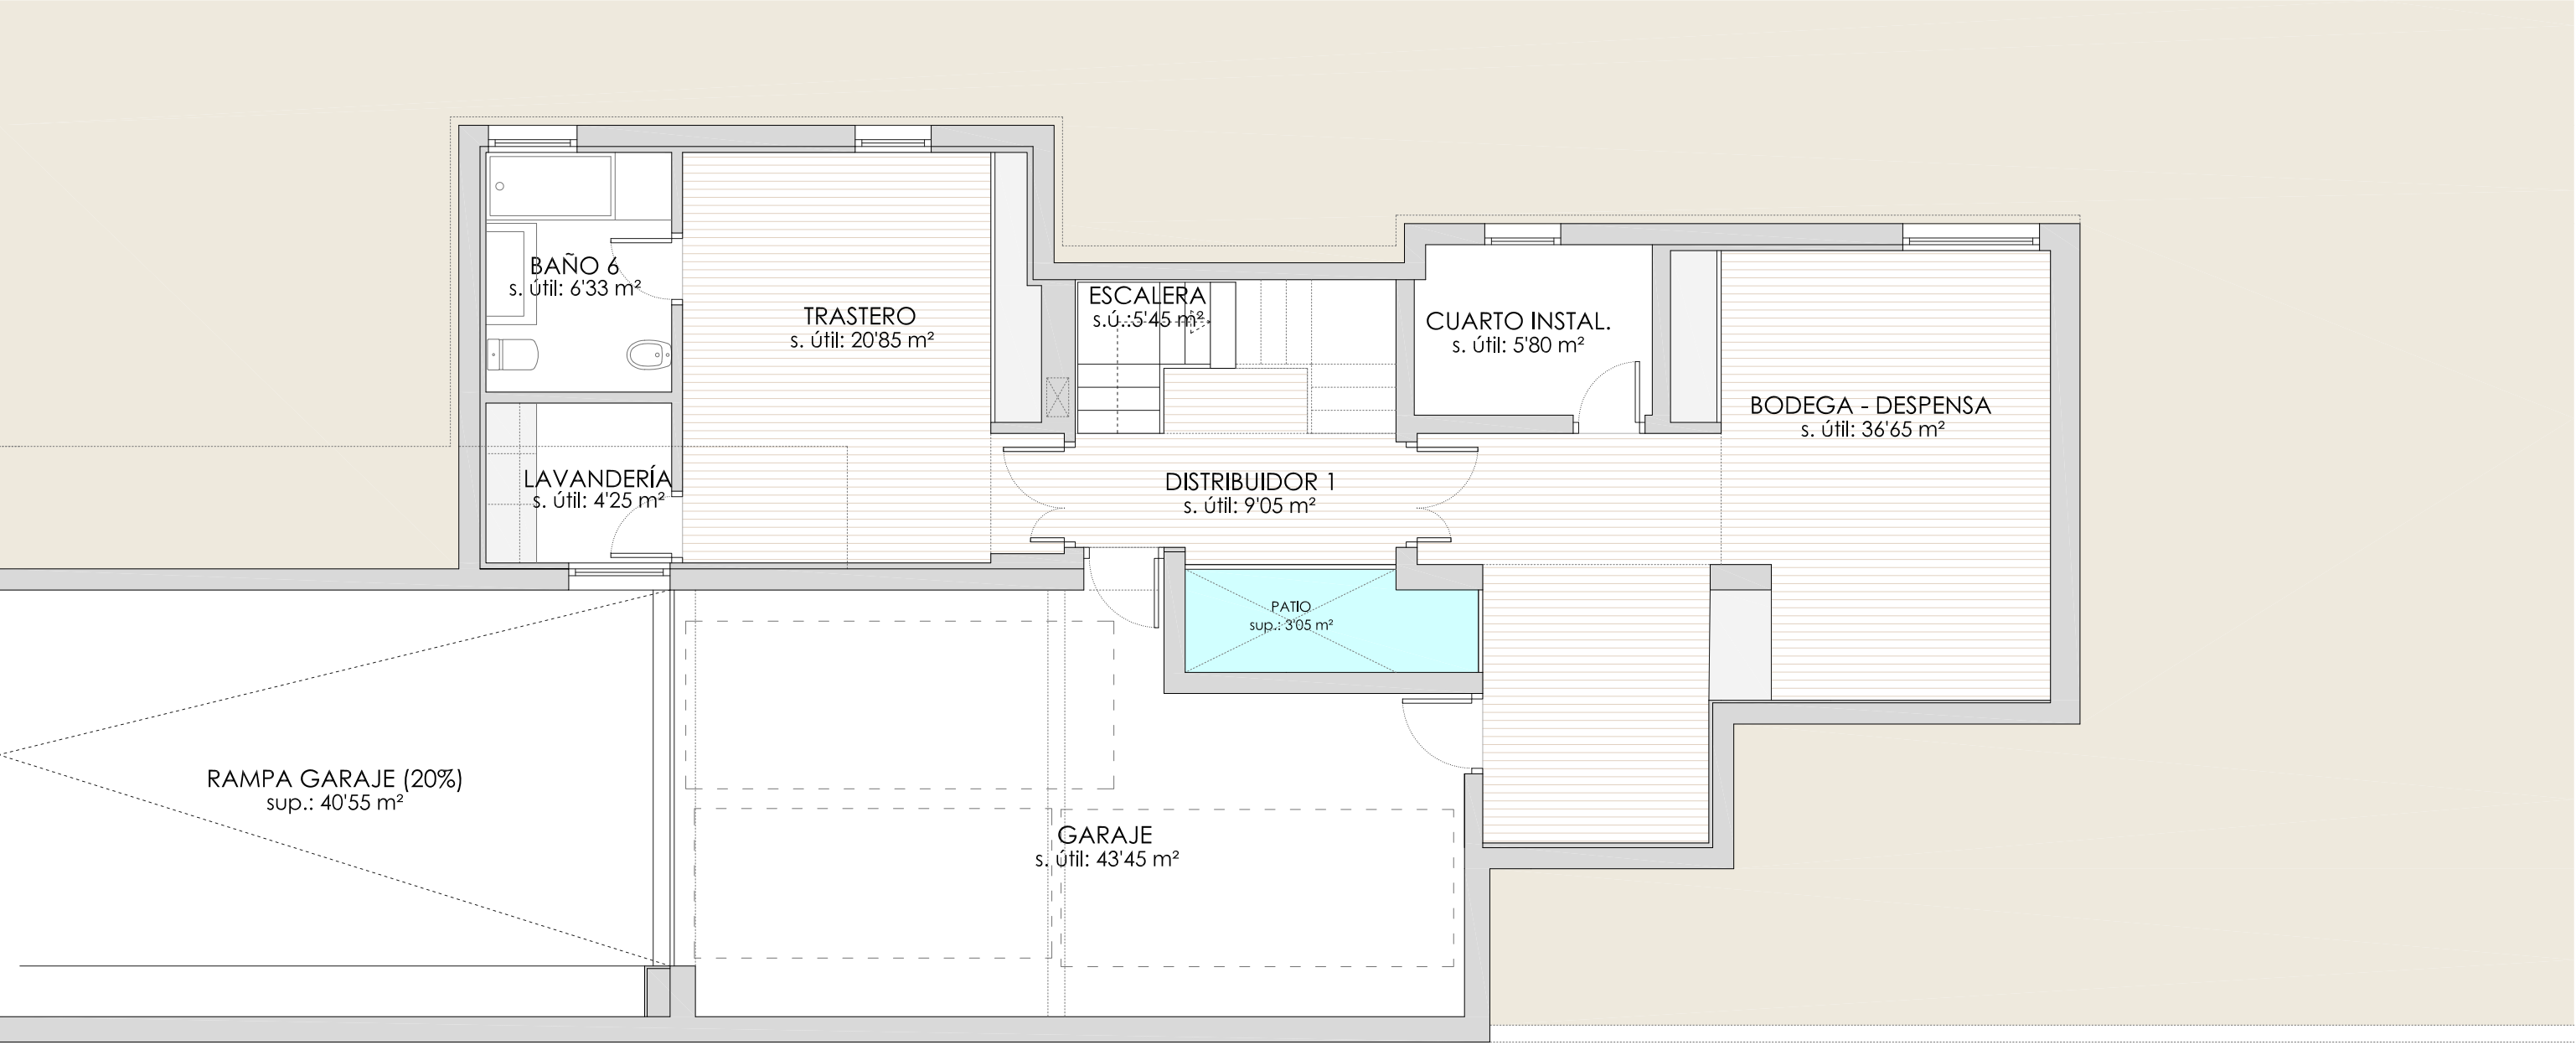 BAÑO 6
s. útil: 6'33 m²
TRASTERO
s. útil: 20'85 m²
ESCALERA
s.ú.:5'45 m²
CUARTO INSTAL.
s. útil: 5'80 m²
BODEGA - DESPENSA
s. útil: 36'65 m²
LAVANDERÍA
s. útil: 4'25 m²
DISTRIBUIDOR 1
s. útil: 9'05 m²
PATIO
sup.: 3'05 m²
RAMPA GARAJE (20%)
sup.: 40'55 m²
GARAJE
s. útil: 43'45 m²